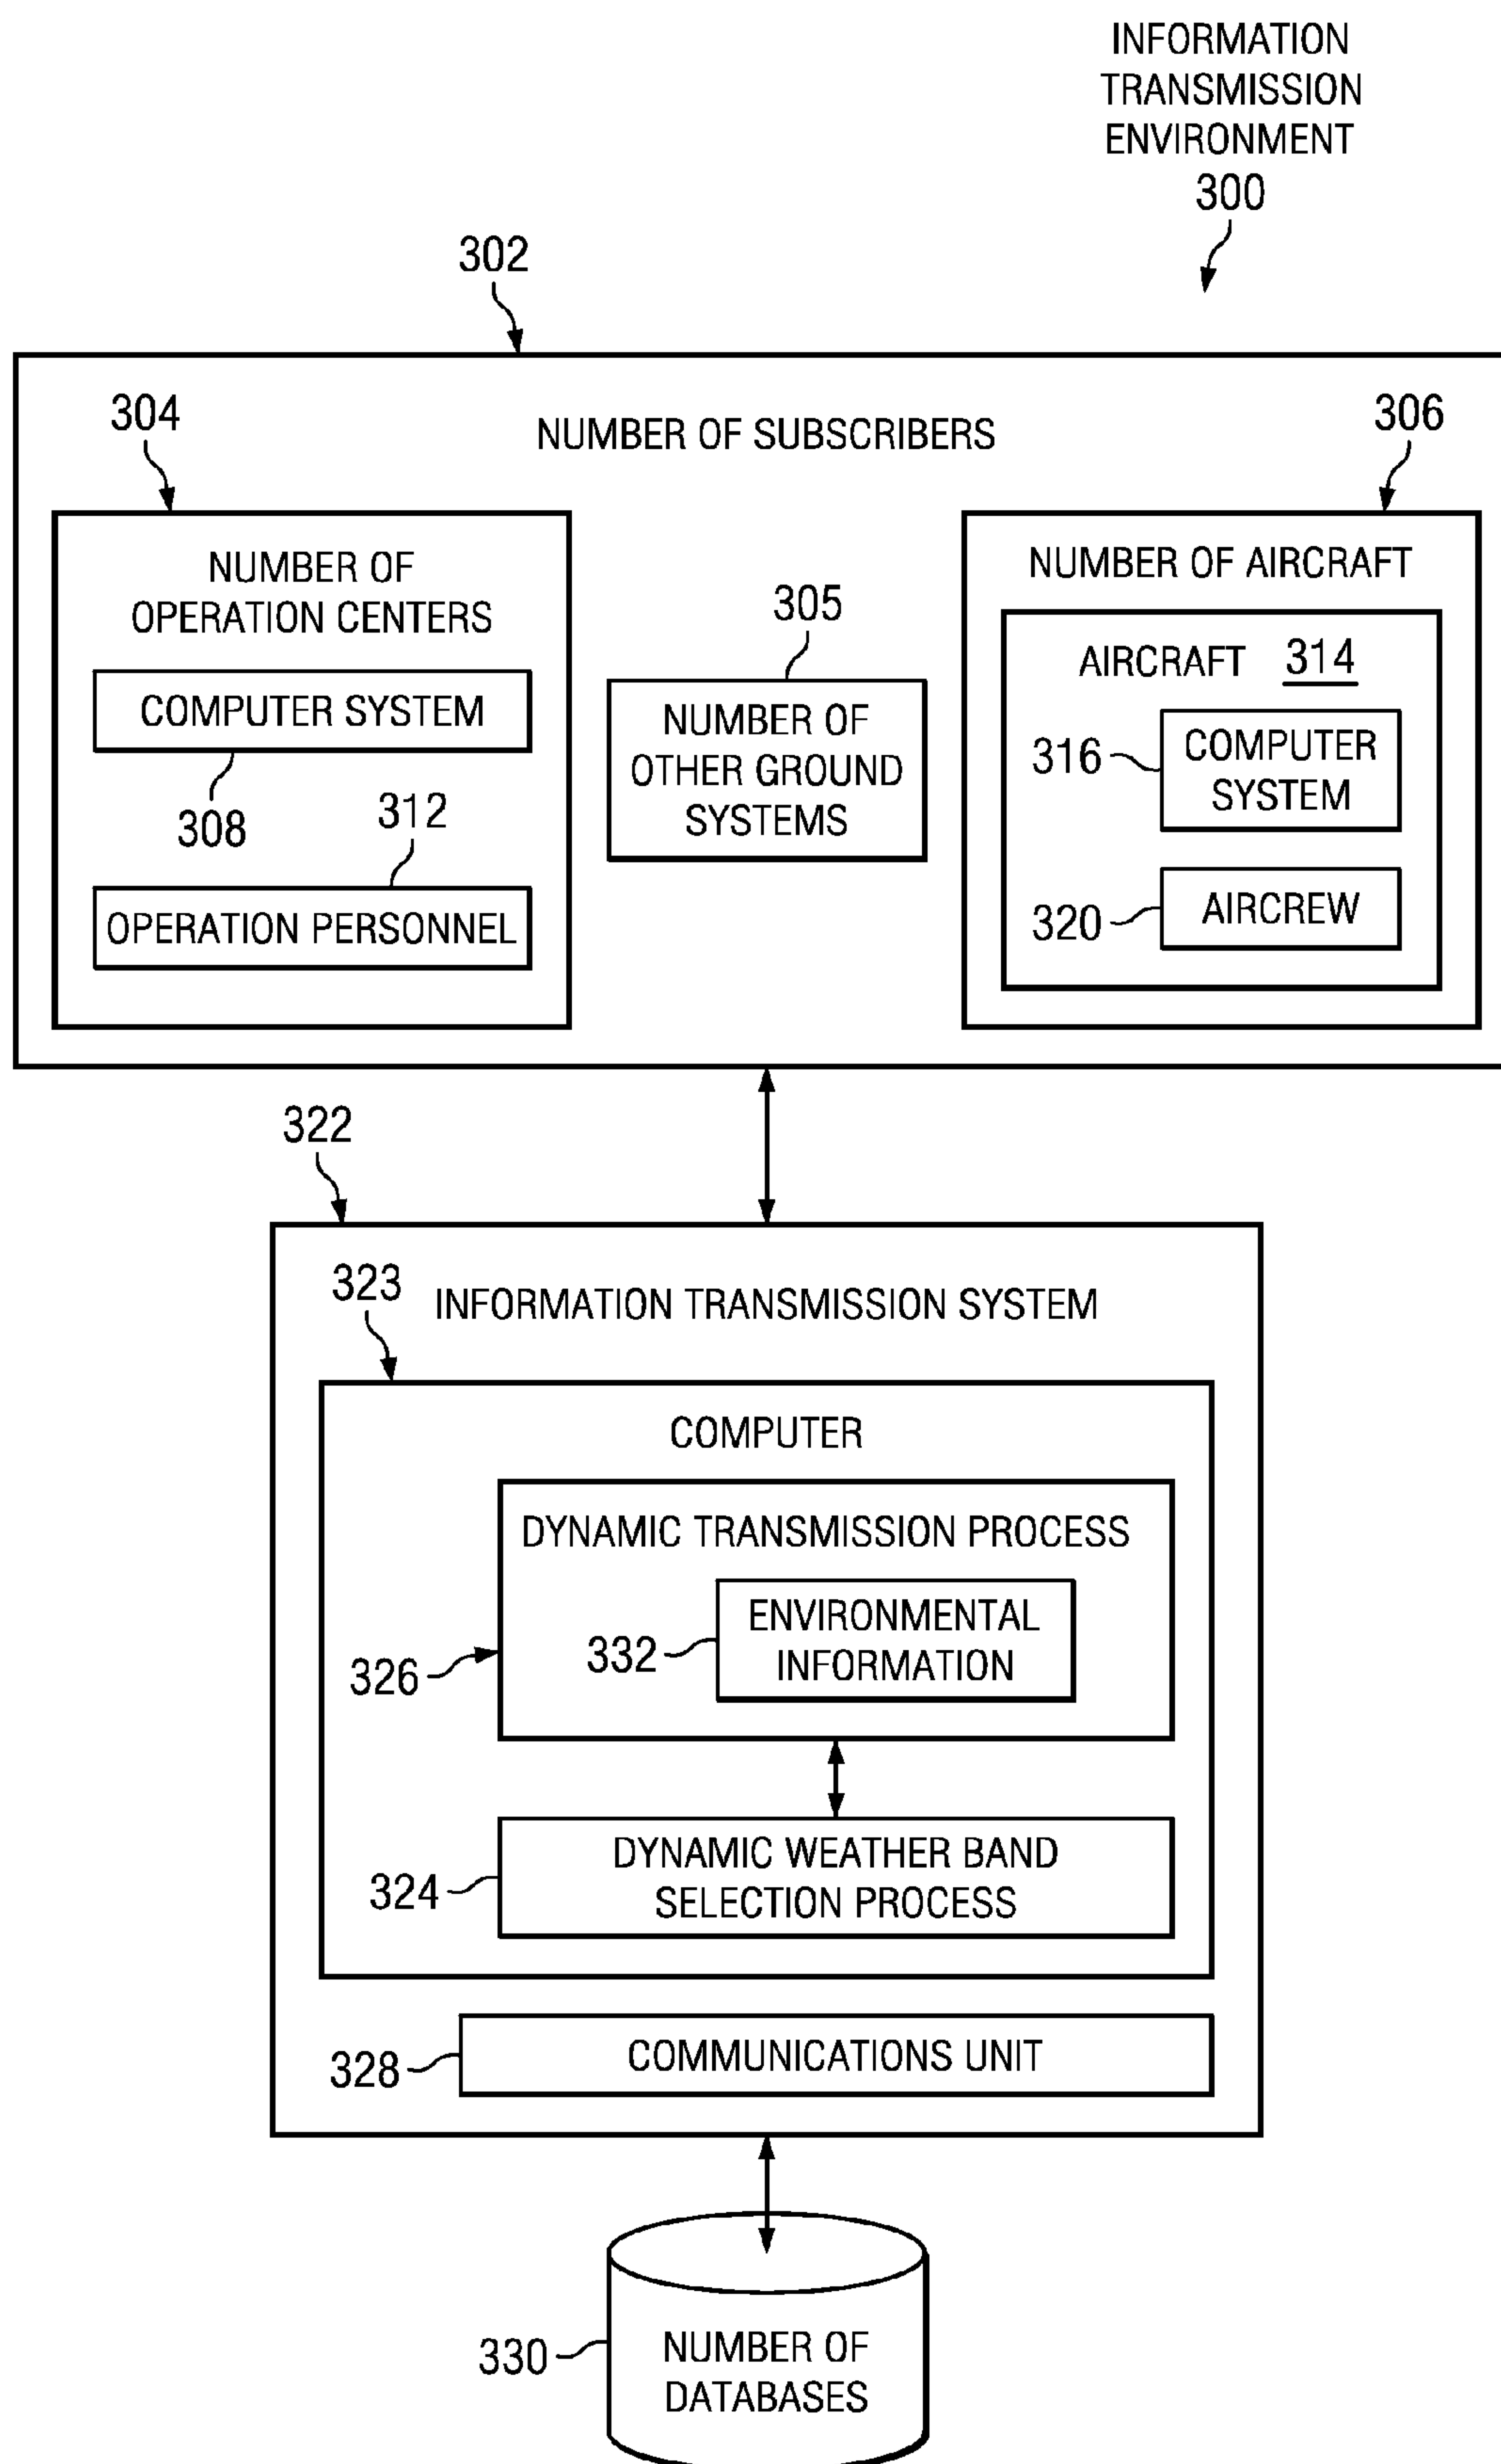 INFORMATION
TRANSMISSION
ENVIRONMENT
300
302
304
NUMBER OF SUBSCRIBERS
306
NUMBER OF
OPERATION CENTERS
COMPUTER SYSTEM
308
312
OPERATION PERSONNEL
305
NUMBER OF
OTHER GROUND
SYSTEMS
NUMBER OF AIRCRAFT
AIRCRAFT 314
316
COMPUTER
SYSTEM
320
AIRCREW
322
323
INFORMATION TRANSMISSION SYSTEM
COMPUTER
DYNAMIC TRANSMISSION PROCESS
332
ENVIRONMENTAL
INFORMATION
326
324
DYNAMIC WEATHER BAND
SELECTION PROCESS
328
COMMUNICATIONS UNIT
330
NUMBER OF
DATABASES